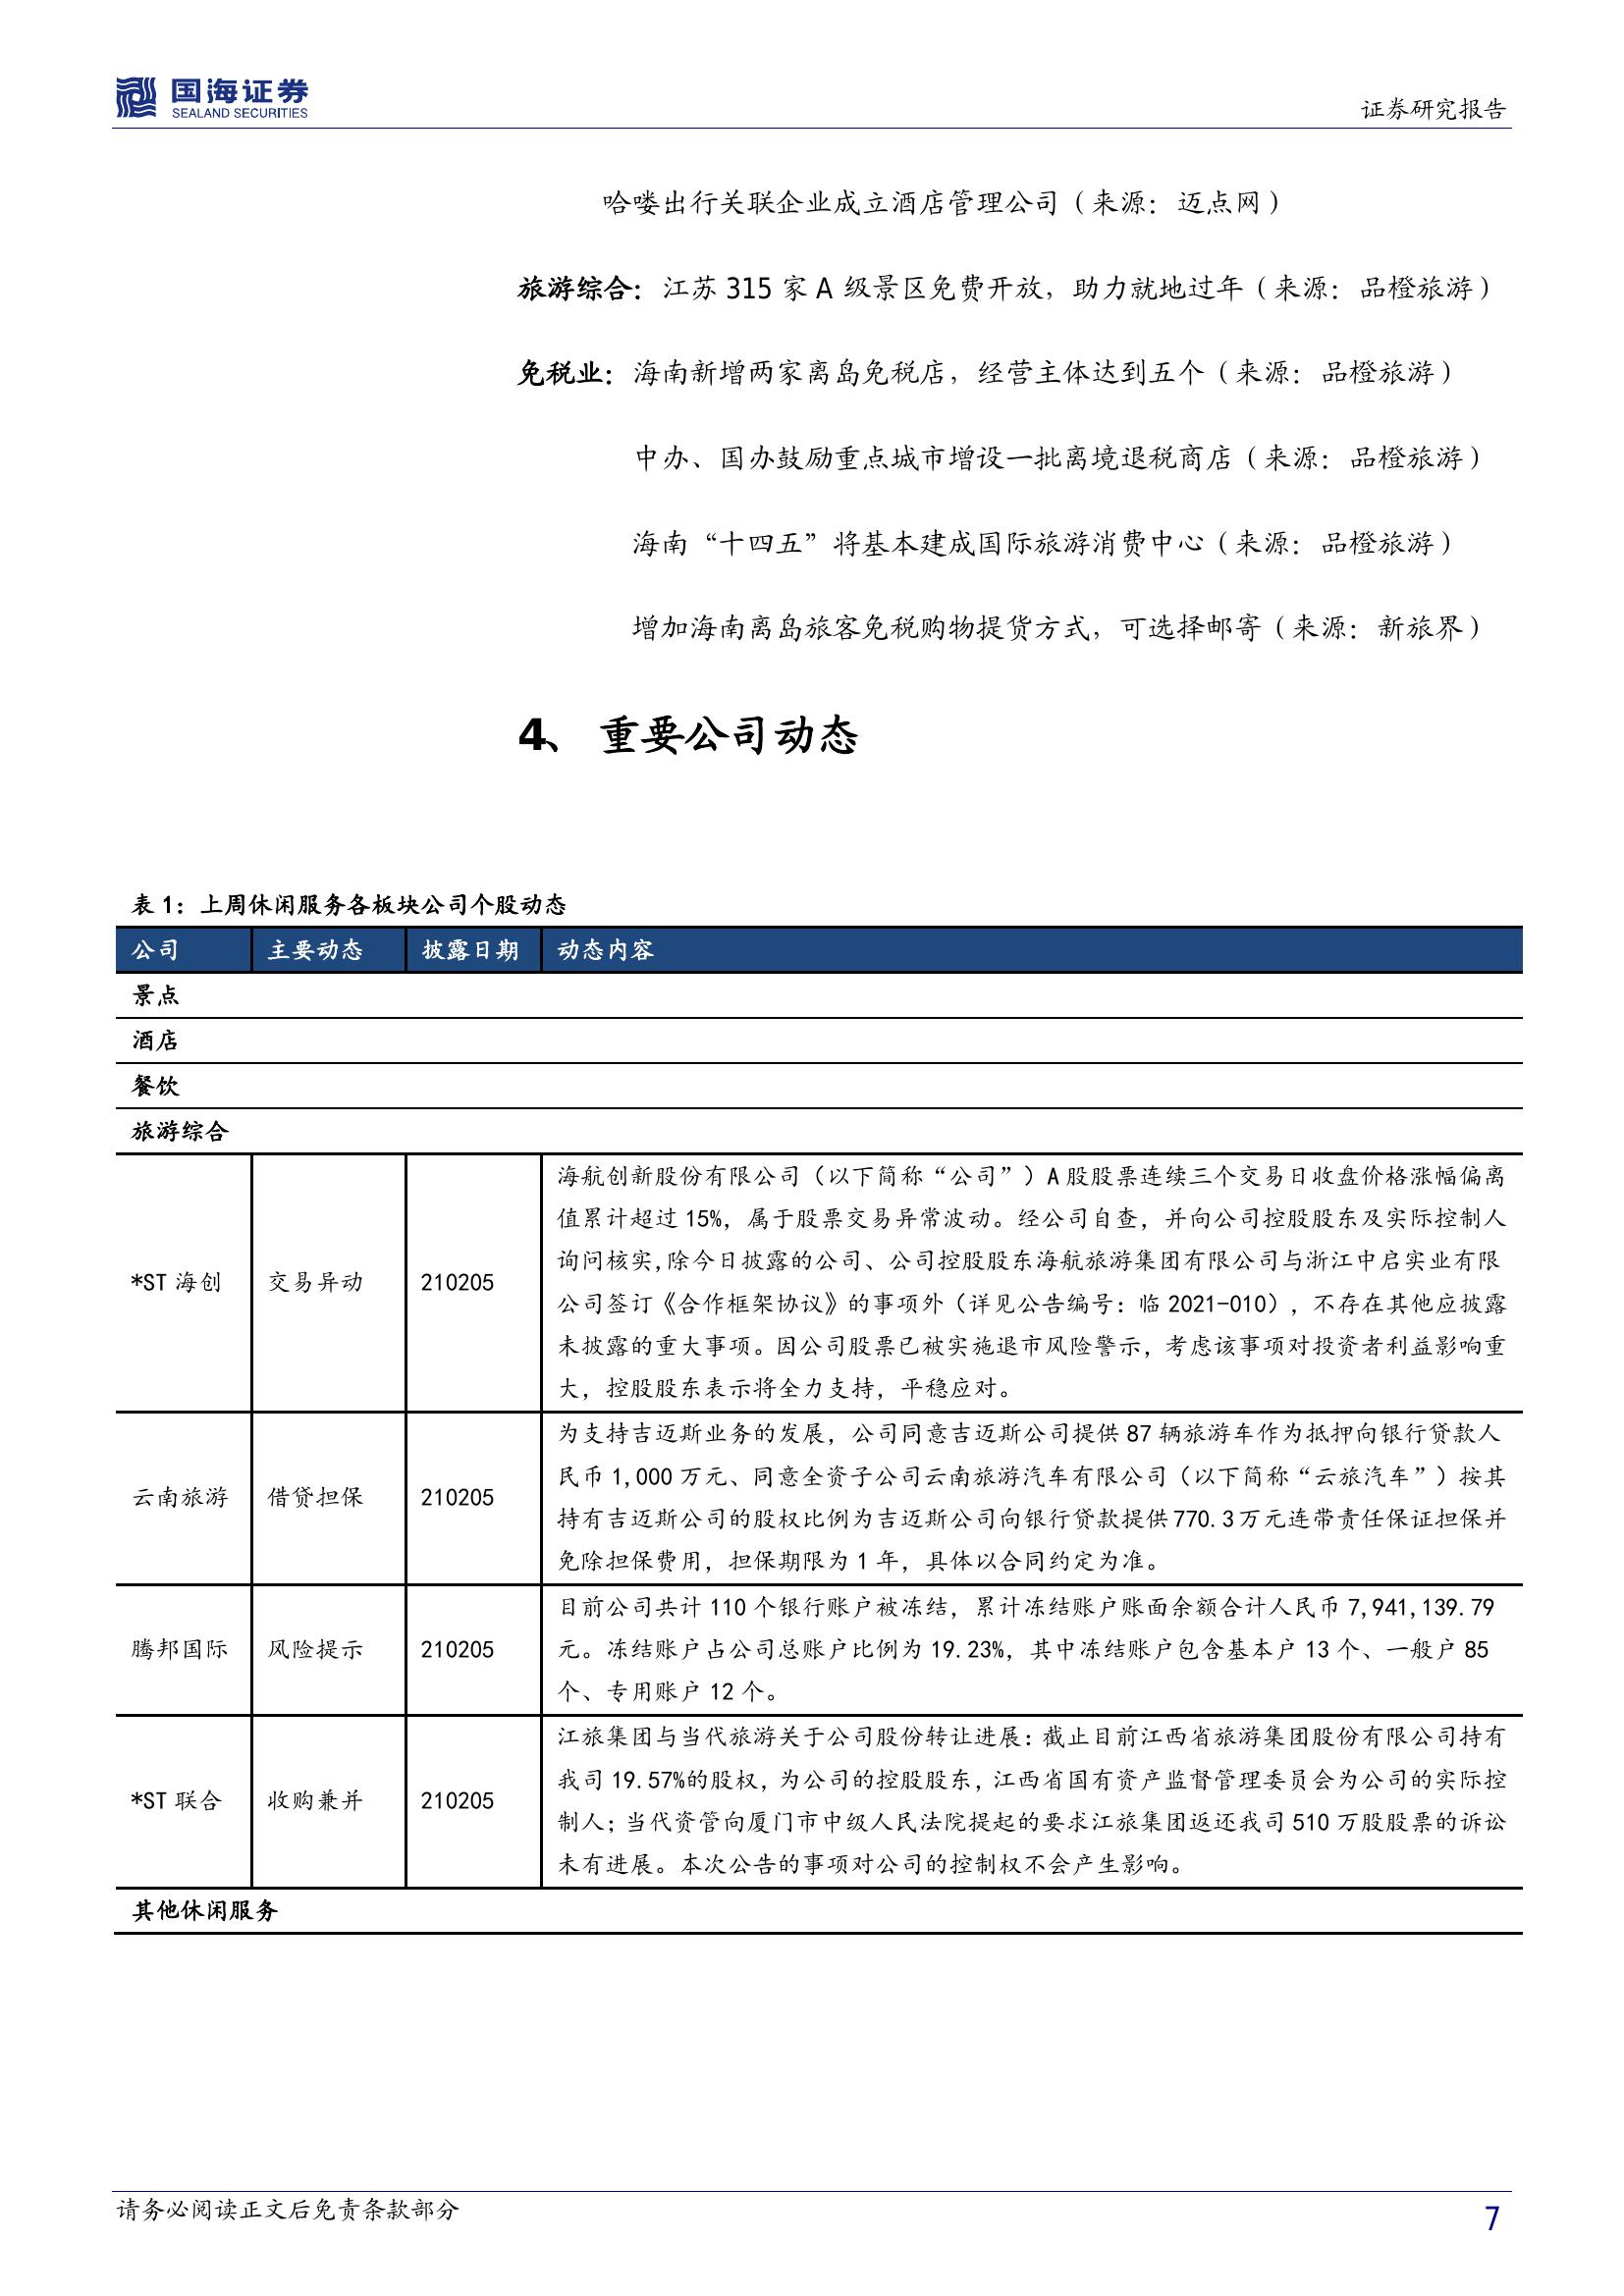 国海证券
SEALAND SECURITIES
证券研究报告
哈喽出行关联企业成立酒店管理公司（来源：迈点网）
旅游综合：江苏 315 家 A 级景区免费开放，助力就地过年（来源：品橙旅游）
免税业：海南新增两家离岛免税店，经营主体达到五个（来源：品橙旅游）
中办、国办鼓励重点城市增设一批离境退税商店（来源：品橙旅游）
海南“十四五”将基本建成国际旅游消费中心（来源：品橙旅游）
增加海南离岛旅客免税购物提货方式，可选择邮寄（来源：新旅界）
4、 重要公司动态
表 1：上周休闲服务各板块公司个股动态
公司 主要动态 披露日期 动态内容
景点
酒店
餐饮
旅游综合
*ST 海创 交易异动 210205
海航创新股份有限公司（以下简称“公司”）A 股股票连续三个交易日收盘价格涨幅偏离
值累计超过 15%，属于股票交易异常波动。经公司自查，并向公司控股股东及实际控制人
询问核实,除今日披露的公司、公司控股股东海航旅游集团有限公司与浙江中启实业有限
公司签订《合作框架协议》的事项外（详见公告编号：临 2021-010），不存在其他应披露
未披露的重大事项。因公司股票已被实施退市风险警示，考虑该事项对投资者利益影响重
大，控股股东表示将全力支持，平稳应对。
云南旅游 借贷担保 210205
为支持吉迈斯业务的发展，公司同意吉迈斯公司提供 87 辆旅游车作为抵押向银行贷款人
民币 1,000 万元、同意全资子公司云南旅游汽车有限公司（以下简称“云旅汽车”）按其
持有吉迈斯公司的股权比例为吉迈斯公司向银行贷款提供 770.3 万元连带责任保证担保并
免除担保费用，担保期限为 1 年，具体以合同约定为准。
腾邦国际 风险提示 210205
目前公司共计 110 个银行账户被冻结，累计冻结账户账面余额合计人民币 7,941,139.79
元。冻结账户占公司总账户比例为 19.23%，其中冻结账户包含基本户 13 个、一般户 85
个、专用账户 12 个。
*ST 联合 收购兼并 210205
江旅集团与当代旅游关于公司股份转让进展：截止目前江西省旅游集团股份有限公司持有
我司 19.57%的股权，为公司的控股股东，江西省国有资产监督管理委员会为公司的实际控
制人；当代资管向厦门市中级人民法院提起的要求江旅集团返还我司 510 万股股票的诉讼
未有进展。本次公告的事项对公司的控制权不会产生影响。
其他休闲服务
请务必阅读正文后免责条款部分
7